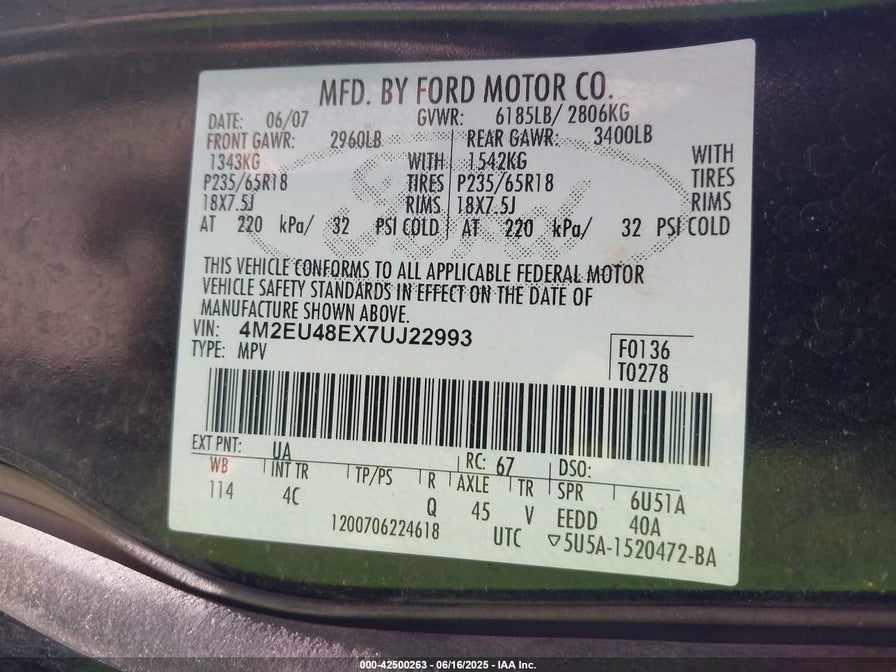 MFD. BY FORD MOTOR CO.
DATE: 06/07 GVWR: 6185LB/ 2806KG
FRONT GAWR: 2960LB REAR GAWR: 3400LB
1343KG WITH 1542KG WITH
P235/65R18 TIRES P235/65R18 TIRES
18X7.5J RIMS 18X7.5J RIMS
AT 220 kPa/ 32 PSI COLD AT 220 kPa/ 32 PSI COLD
THIS VEHICLE CONFORMS TO ALL APPLICABLE FEDERAL MOTOR
VEHICLE SAFETY STANDARDS IN EFFECT ON THE DATE OF
MANUFACTURE SHOWN ABOVE.
VIN: 4M2EU48EX7UJ22993
TYPE: MPV
F0136
T0278
EXT PNT: UA RC: 67 DSO:
WB INT TR TP/PS R AXLE TR SPR 6U51A
114 4C Q 45 V EEDD 40A
1200706224618 UTC ▽5U5A-1520472-BA
000-42500263 - 06/16/2025 - IAA Inc.